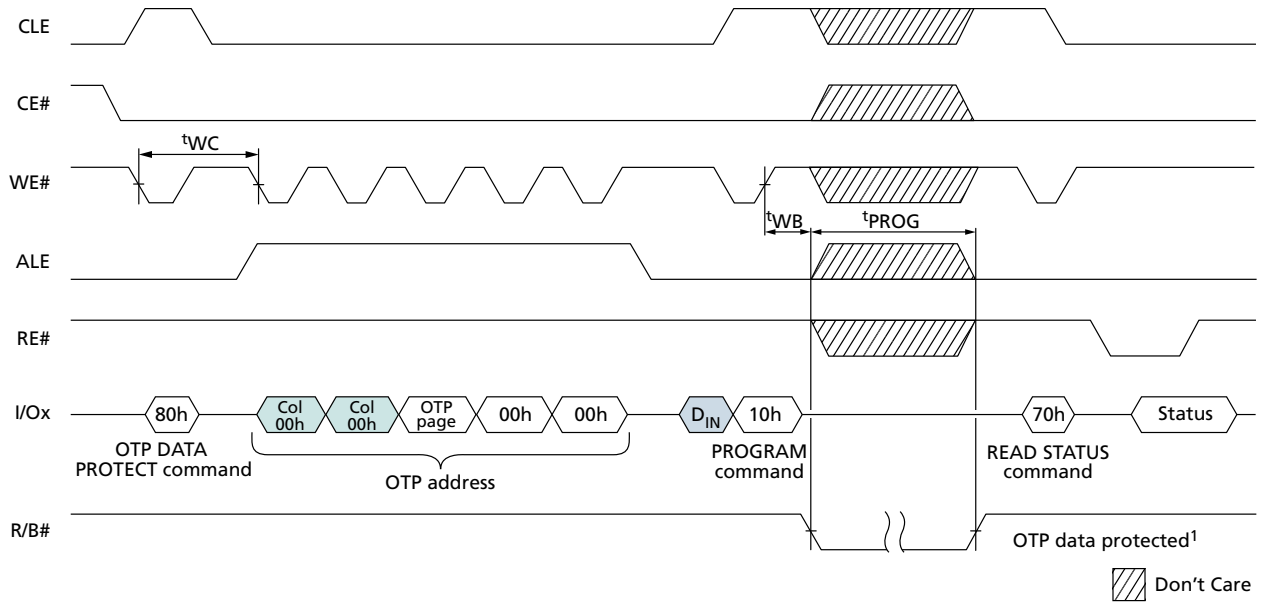 CLE
CE#
tWC
WE#
tWB
tPROG
ALE
RE#
I/Ox
80h
Col
00h
Col
00h
OTP
page
00h
00h
DIN
10h
70h
Status
OTP DATA
PROTECT command
OTP address
PROGRAM
command
READ STATUS
command
R/B#
OTP data protected1
Don't Care